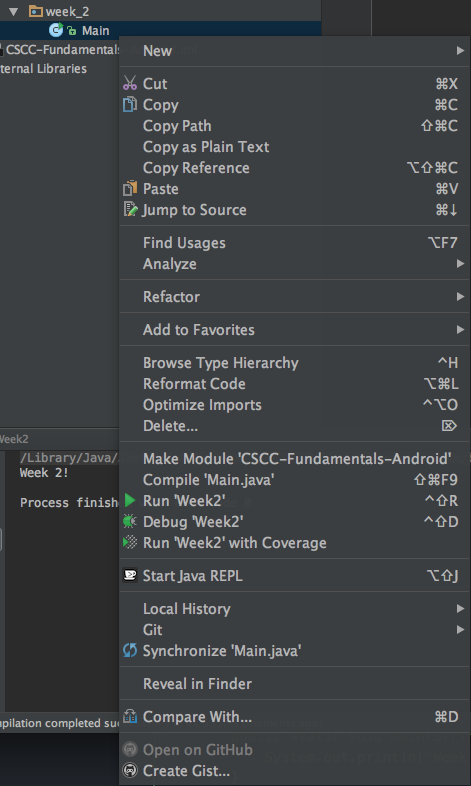 week_2
Main
CSCC-Fundamentals-
ternal Libraries
New
Cut ⌘X
Copy ⌘C
Copy Path ⇧⌘C
Copy as Plain Text
Copy Reference ⌥⇧⌘C
Paste ⌘V
Jump to Source ⌘↓
Find Usages ⌥F7
Analyze
Refactor
Add to Favorites
Browse Type Hierarchy ^H
Reformat Code ⌥⌘L
Optimize Imports ^⌥O
Delete... ⌦
Week2
/Library/Java/
Make Module 'CSCC-Fundamentals-Android'
Week 2!
Compile 'Main.java' ⇧⌘F9
Process finishe
Run 'Week2' ^⇧R
Debug 'Week2' ^⇧D
Run 'Week2' with Coverage
Start Java REPL ⌥⇧J
Local History
Git
Synchronize 'Main.java'
Reveal in Finder
mpilation completed suc
Compare With... ⌘D
Open on GitHub
Create Gist...